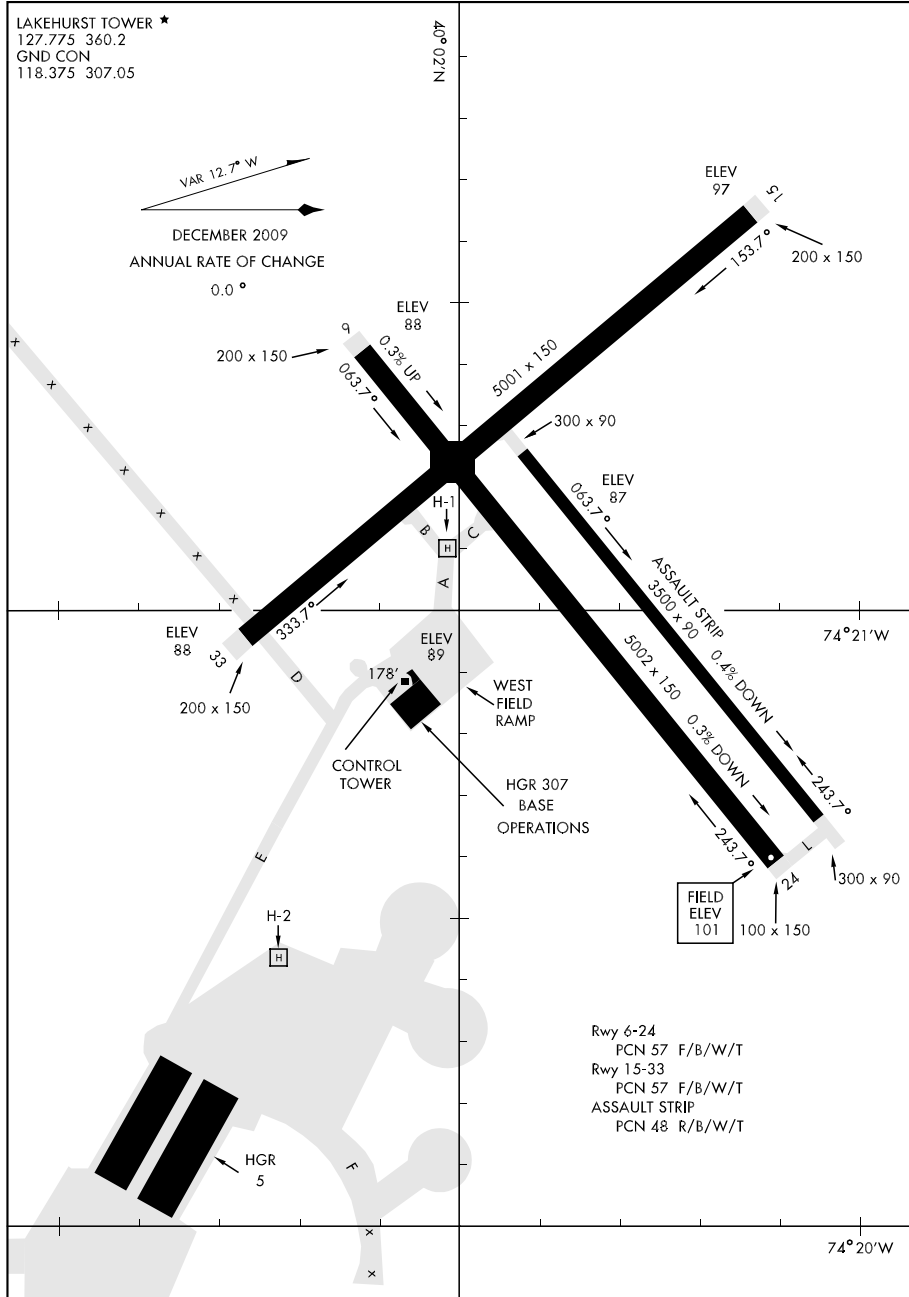 LAKEHURST TOWER ★
127.775 360.2
GND CON
118.375 307.05
40°02'N
VAR 12.7° W
DECEMBER 2009
ANNUAL RATE OF CHANGE
0.0 °
ELEV
97
15
153.7°
200 x 150
ELEV
88
9
0.3% UP
200 x 150
063.7°
5001 x 150
300 x 90
ELEV
87
063.7°
H-1
B
C
H
A
ASSAULT STRIP
3500 x 90
0.4% DOWN
243.7°
333.7°
ELEV
88
33
200 x 150
D
ELEV
89
178'
74°21'W
5002 x 150
0.3% DOWN
243.7°
WEST
FIELD
RAMP
CONTROL
TOWER
HGR 307
BASE
OPERATIONS
E
L
24
300 x 90
FIELD
ELEV
101
100 x 150
H-2
H
Rwy 6-24
PCN 57 F/B/W/T
Rwy 15-33
PCN 57 F/B/W/T
ASSAULT STRIP
PCN 48 R/B/W/T
HGR
5
F
74°20'W
x
x
x
x
x
x
x
x
x